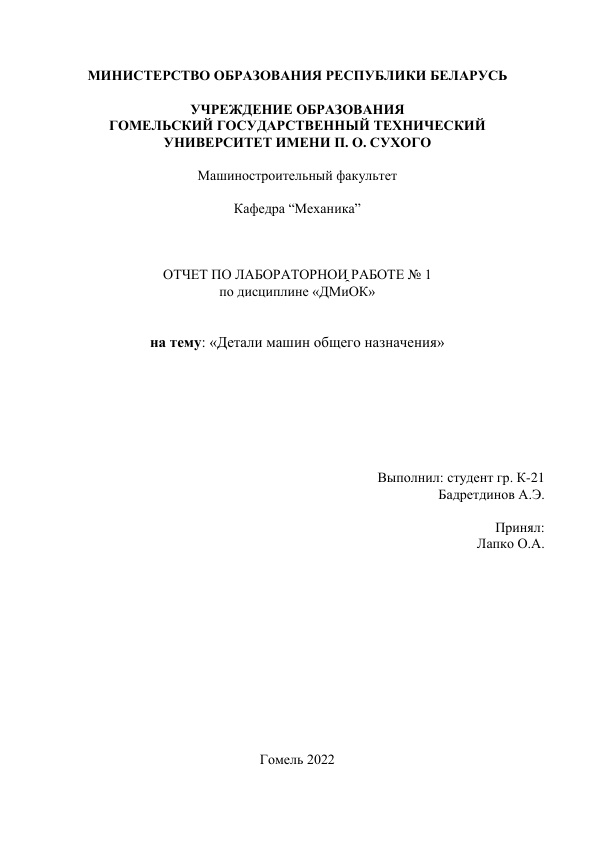 МИНИСТЕРСТВО ОБРАЗОВАНИЯ РЕСПУБЛИКИ БЕЛАРУСЬ
УЧРЕЖДЕНИЕ ОБРАЗОВАНИЯ
ГОМЕЛЬСКИЙ ГОСУДАРСТВЕННЫЙ ТЕХНИЧЕСКИЙ
УНИВЕРСИТЕТ ИМЕНИ П. О. СУХОГО
Машиностроительный факультет
Кафедра “Механика”
ОТЧЕТ ПО ЛАБОРАТОРНОЙ РАБОТЕ № 1
по дисциплине «ДМиОК»
на тему: «Детали машин общего назначения»
Выполнил: студент гр. К-21
Бадретдинов А.Э.
Принял:
Лапко О.А.
Гомель 2022